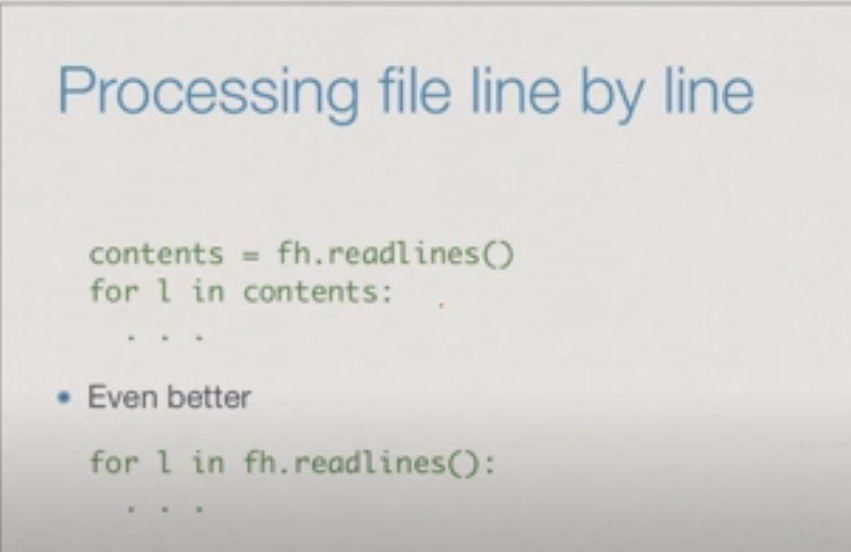 Processing file line by line
contents = fh.readlines()
for l in contents:
. . .
• Even better
for l in fh.readlines():
. . .